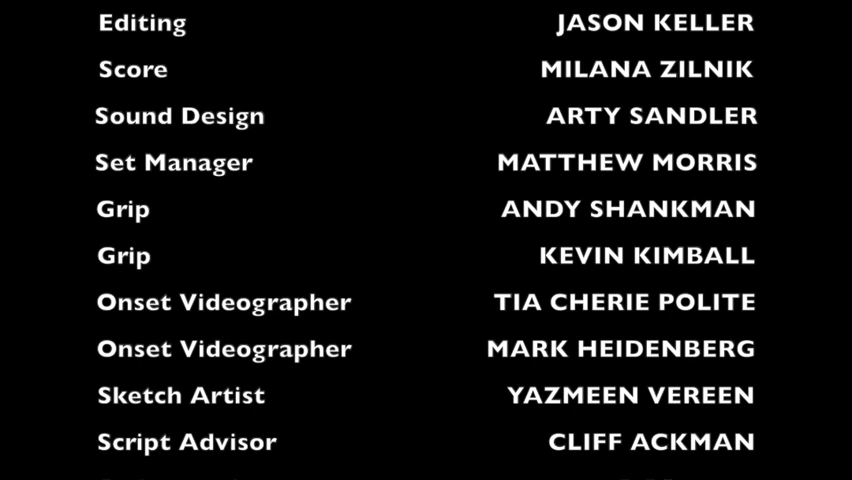 Editing JASON KELLER
Score MILANA ZILNIK
Sound Design ARTY SANDLER
Set Manager MATTHEW MORRIS
Grip ANDY SHANKMAN
Grip KEVIN KIMBALL
Onset Videographer TIA CHERIE POLITE
Onset Videographer MARK HEIDENBERG
Sketch Artist YAZMEEN VEREEN
Script Advisor CLIFF ACKMAN